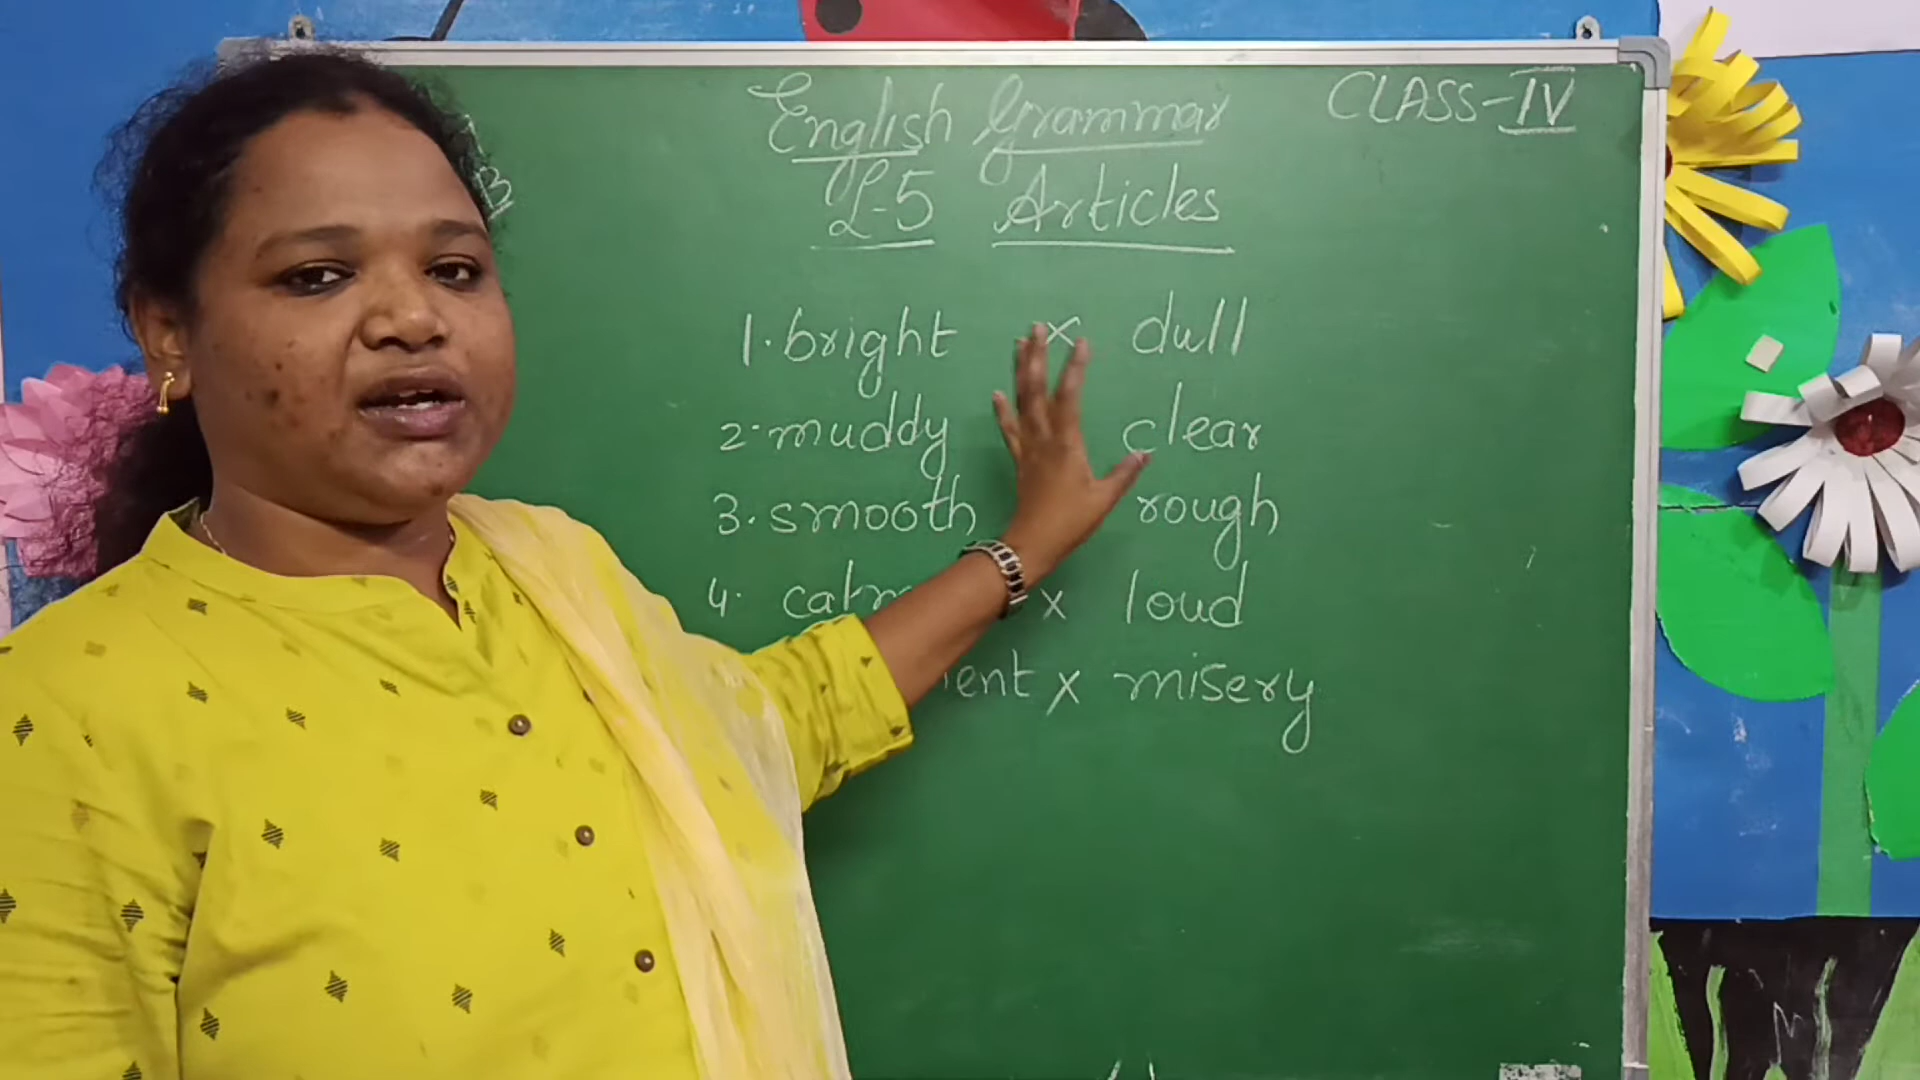 English Grammar CLASS-IV
L-5 Articles
1. bright x dull
2. muddy clear
3. smooth rough
4. x loud
x misery